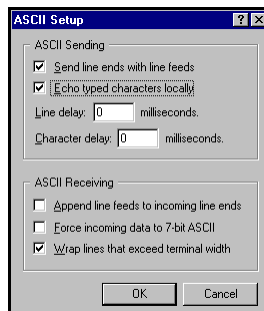 ASCII Setup
ASCII Sending
Send line ends with line feeds
Echo typed characters locally
Line delay: 0 milliseconds.
Character delay: 0 milliseconds.
ASCII Receiving
Append line feeds to incoming line ends
Force incoming data to 7-bit ASCII
Wrap lines that exceed terminal width
OK Cancel